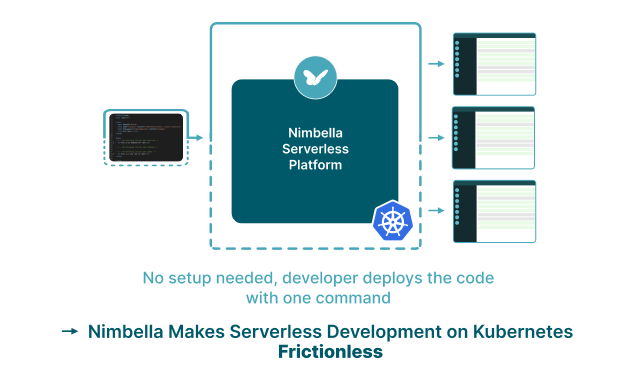 Nimbella
Serverless
Platform
No setup needed, developer deploys the code
with one command
→ Nimbella Makes Serverless Development on Kubernetes
Frictionless